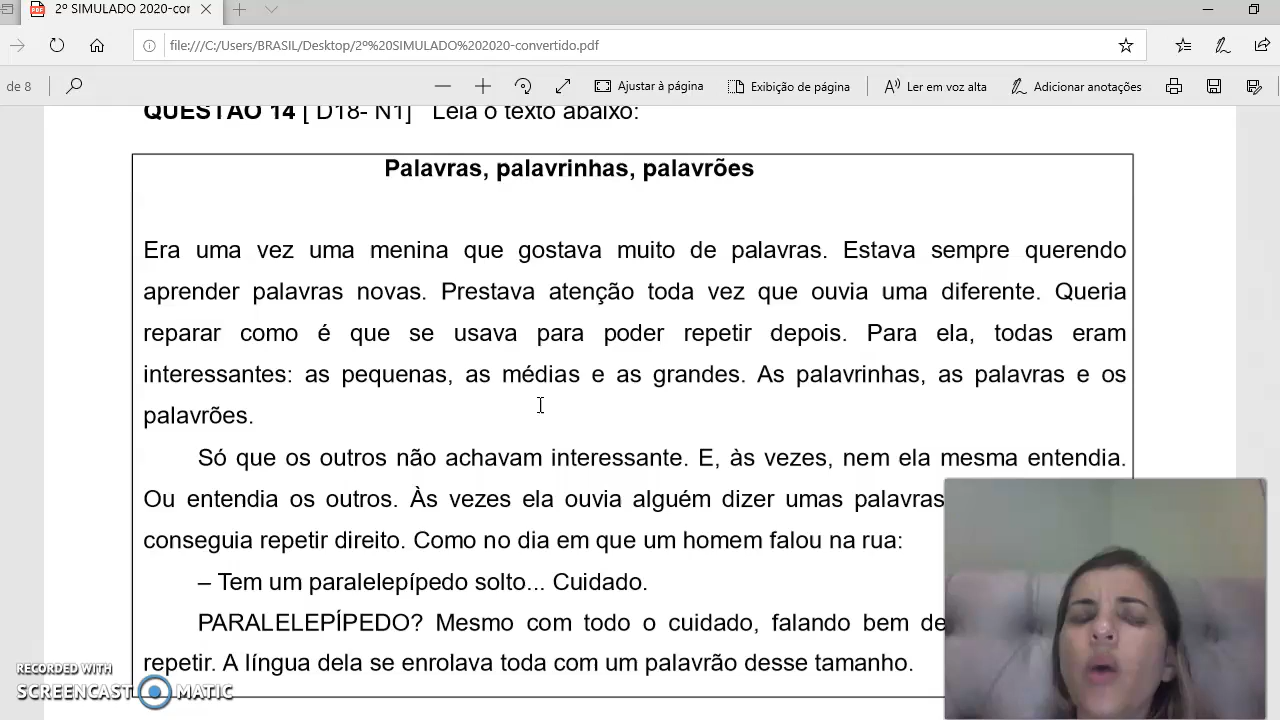 2º SIMULADO 2020-cor
file:///C:/Users/BRASIL/Desktop/2º%20SIMULADO%202020-convertido.pdf
de 8
Ajustar à página
Exibição de página
Ler em voz alta
Adicionar anotações
QUESTÃO 14 [ D18- N1] Leia o texto abaixo:
Palavras, palavrinhas, palavrões
Era uma vez uma menina que gostava muito de palavras. Estava sempre querendo
aprender palavras novas. Prestava atenção toda vez que ouvia uma diferente. Queria
reparar como é que se usava para poder repetir depois. Para ela, todas eram
interessantes: as pequenas, as médias e as grandes. As palavrinhas, as palavras e os
palavrões.
Só que os outros não achavam interessante. E, às vezes, nem ela mesma entendia.
Ou entendia os outros. Às vezes ela ouvia alguém dizer umas palavras
conseguia repetir direito. Como no dia em que um homem falou na rua:
– Tem um paralelepípedo solto... Cuidado.
PARALELEPÍPEDO? Mesmo com todo o cuidado, falando bem de
repetir. A língua dela se enrolava toda com um palavrão desse tamanho.
RECORDED WITH
SCREENCAST MATIC